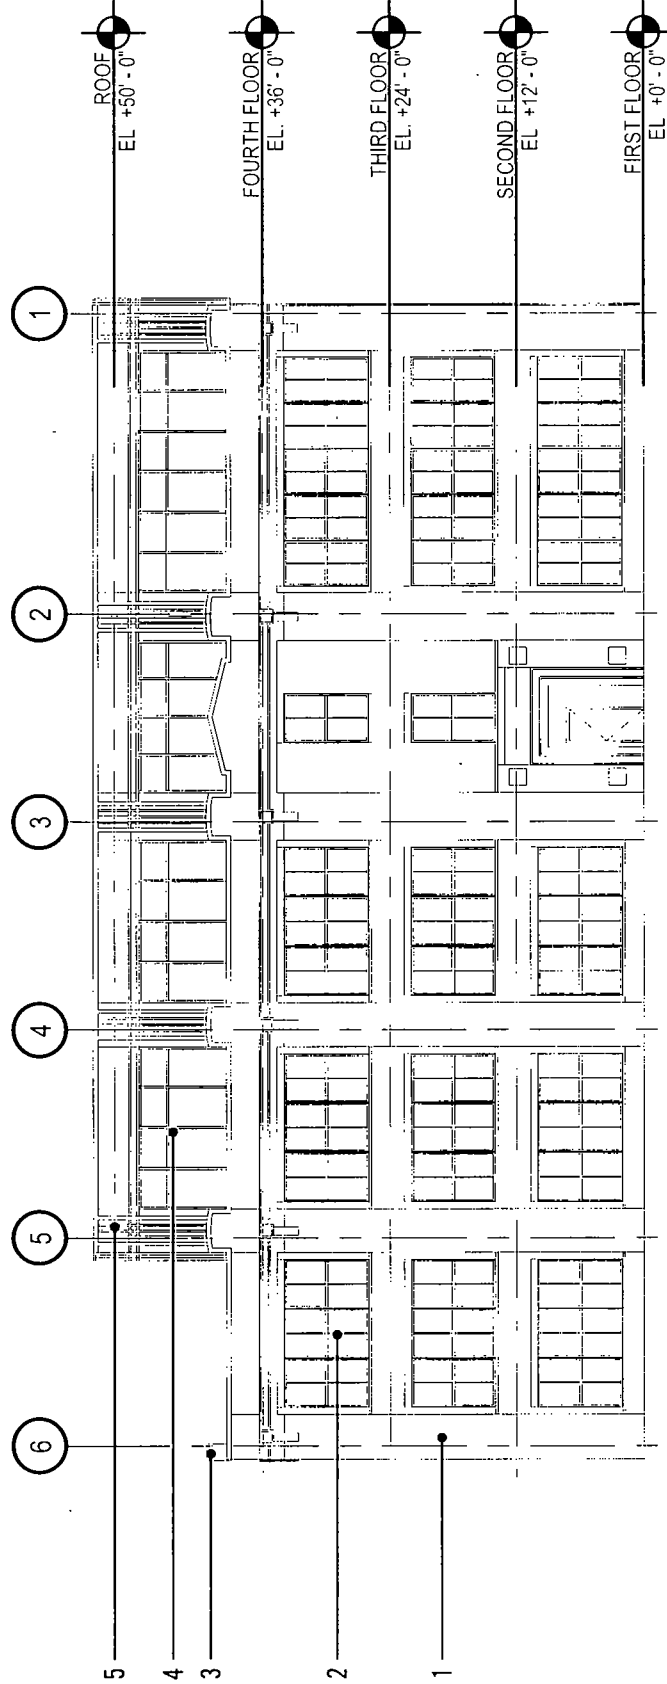 6
5
4
3
2
1
5
4
3
2
1
ROOF
EL +50' - 0"
FOURTH FLOOR
EL. +36' - 0"
THIRD FLOOR
EL. +24' - 0"
SECOND FLOOR
EL +12' - 0"
FIRST FLOOR
EL +0' - 0"